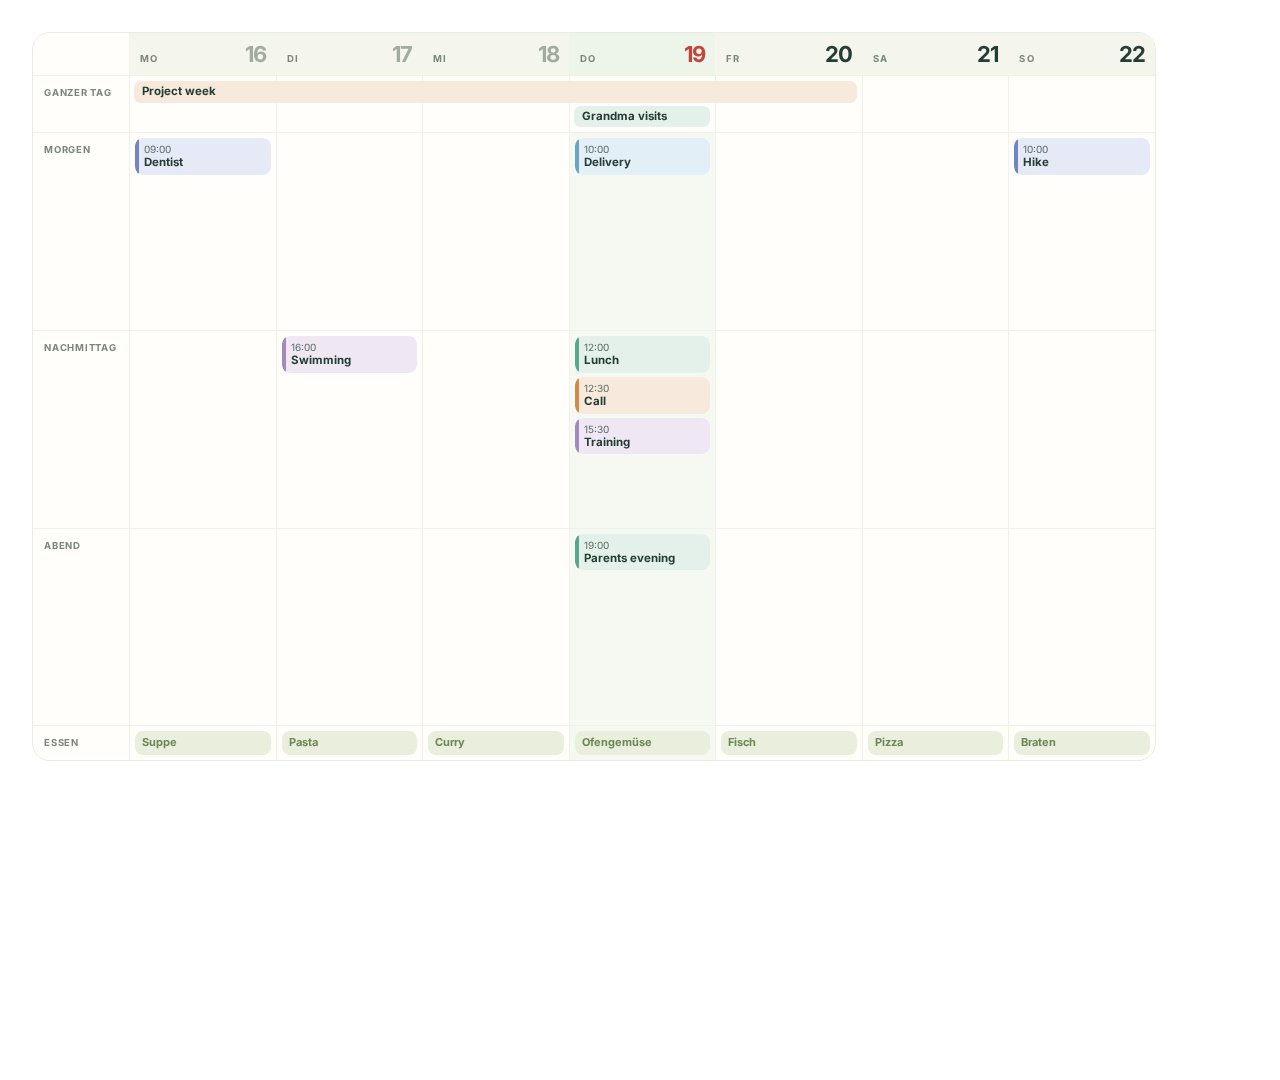 MO 16 DI 17 MI 18 DO 19 FR 20 SA 21 SO 22
GANZER TAG
Project week
Grandma visits
MORGEN
09:00
Dentist
10:00
Delivery
10:00
Hike
NACHMITTAG
16:00
Swimming
12:00
Lunch
12:30
Call
15:30
Training
ABEND
19:00
Parents evening
ESSEN
Suppe
Pasta
Curry
Ofengemüse
Fisch
Pizza
Braten